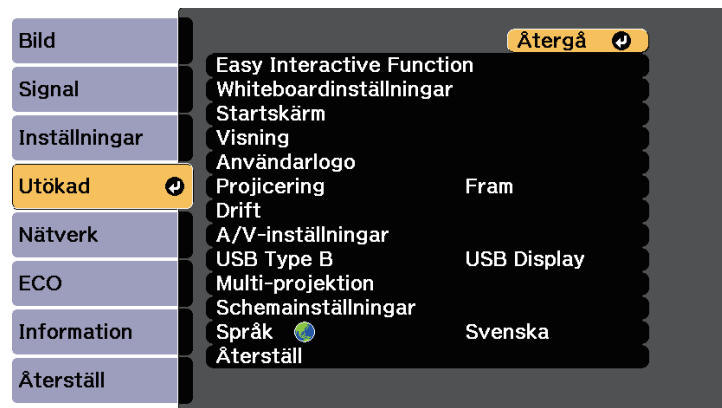 Bild
Signal
Inställningar
Utökad
Nätverk
ECO
Information
Återställ
Återgå
Easy Interactive Function
Whiteboardinställningar
Startskärm
Visning
Användarlogo
Projicering Fram
Drift
A/V-inställningar
USB Type B USB Display
Multi-projektion
Schemainställningar
Språk Svenska
Återställ